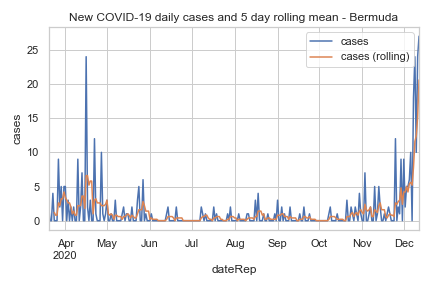 New COVID-19 daily cases and 5 day rolling mean - Bermuda
cases
cases (rolling)
25
20
15
10
5
0
cases
Apr May Jun Jul Aug Sep Oct Nov Dec
2020
dateRep